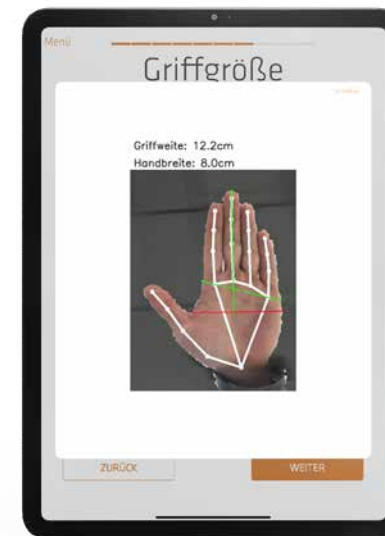 Menü
Griffgröße
Griffweite: 12.2cm
Handbreite: 8.0cm
ZURÜCK
WEITER